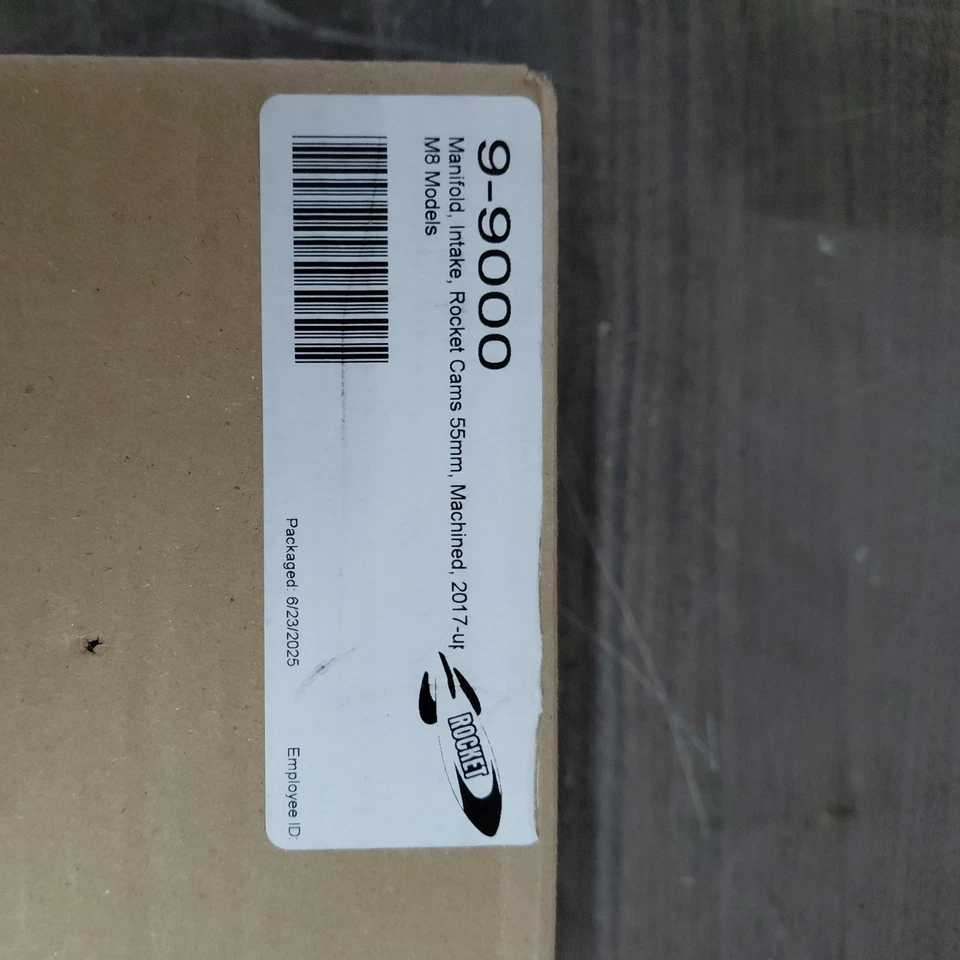 9-9000
Manifold, Intake, Rocket Cams 55mm, Machined, 2017-up
M8 Models
ROCKET
Packaged: 6/23/2025
Employee ID: